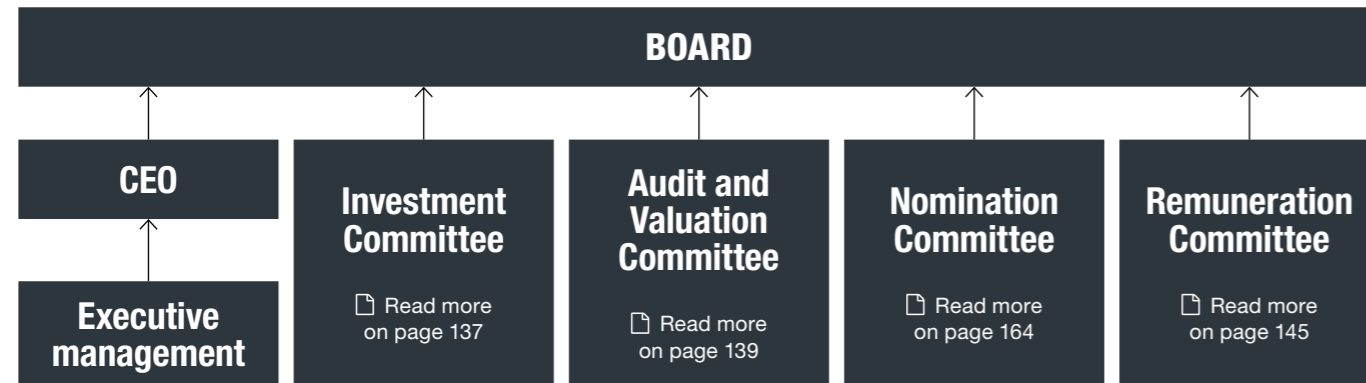 BOARD
CEO
Executive
management
Investment
Committee
Read more
on page 137
Audit and
Valuation
Committee
Read more
on page 139
Nomination
Committee
Read more
on page 164
Remuneration
Committee
Read more
on page 145